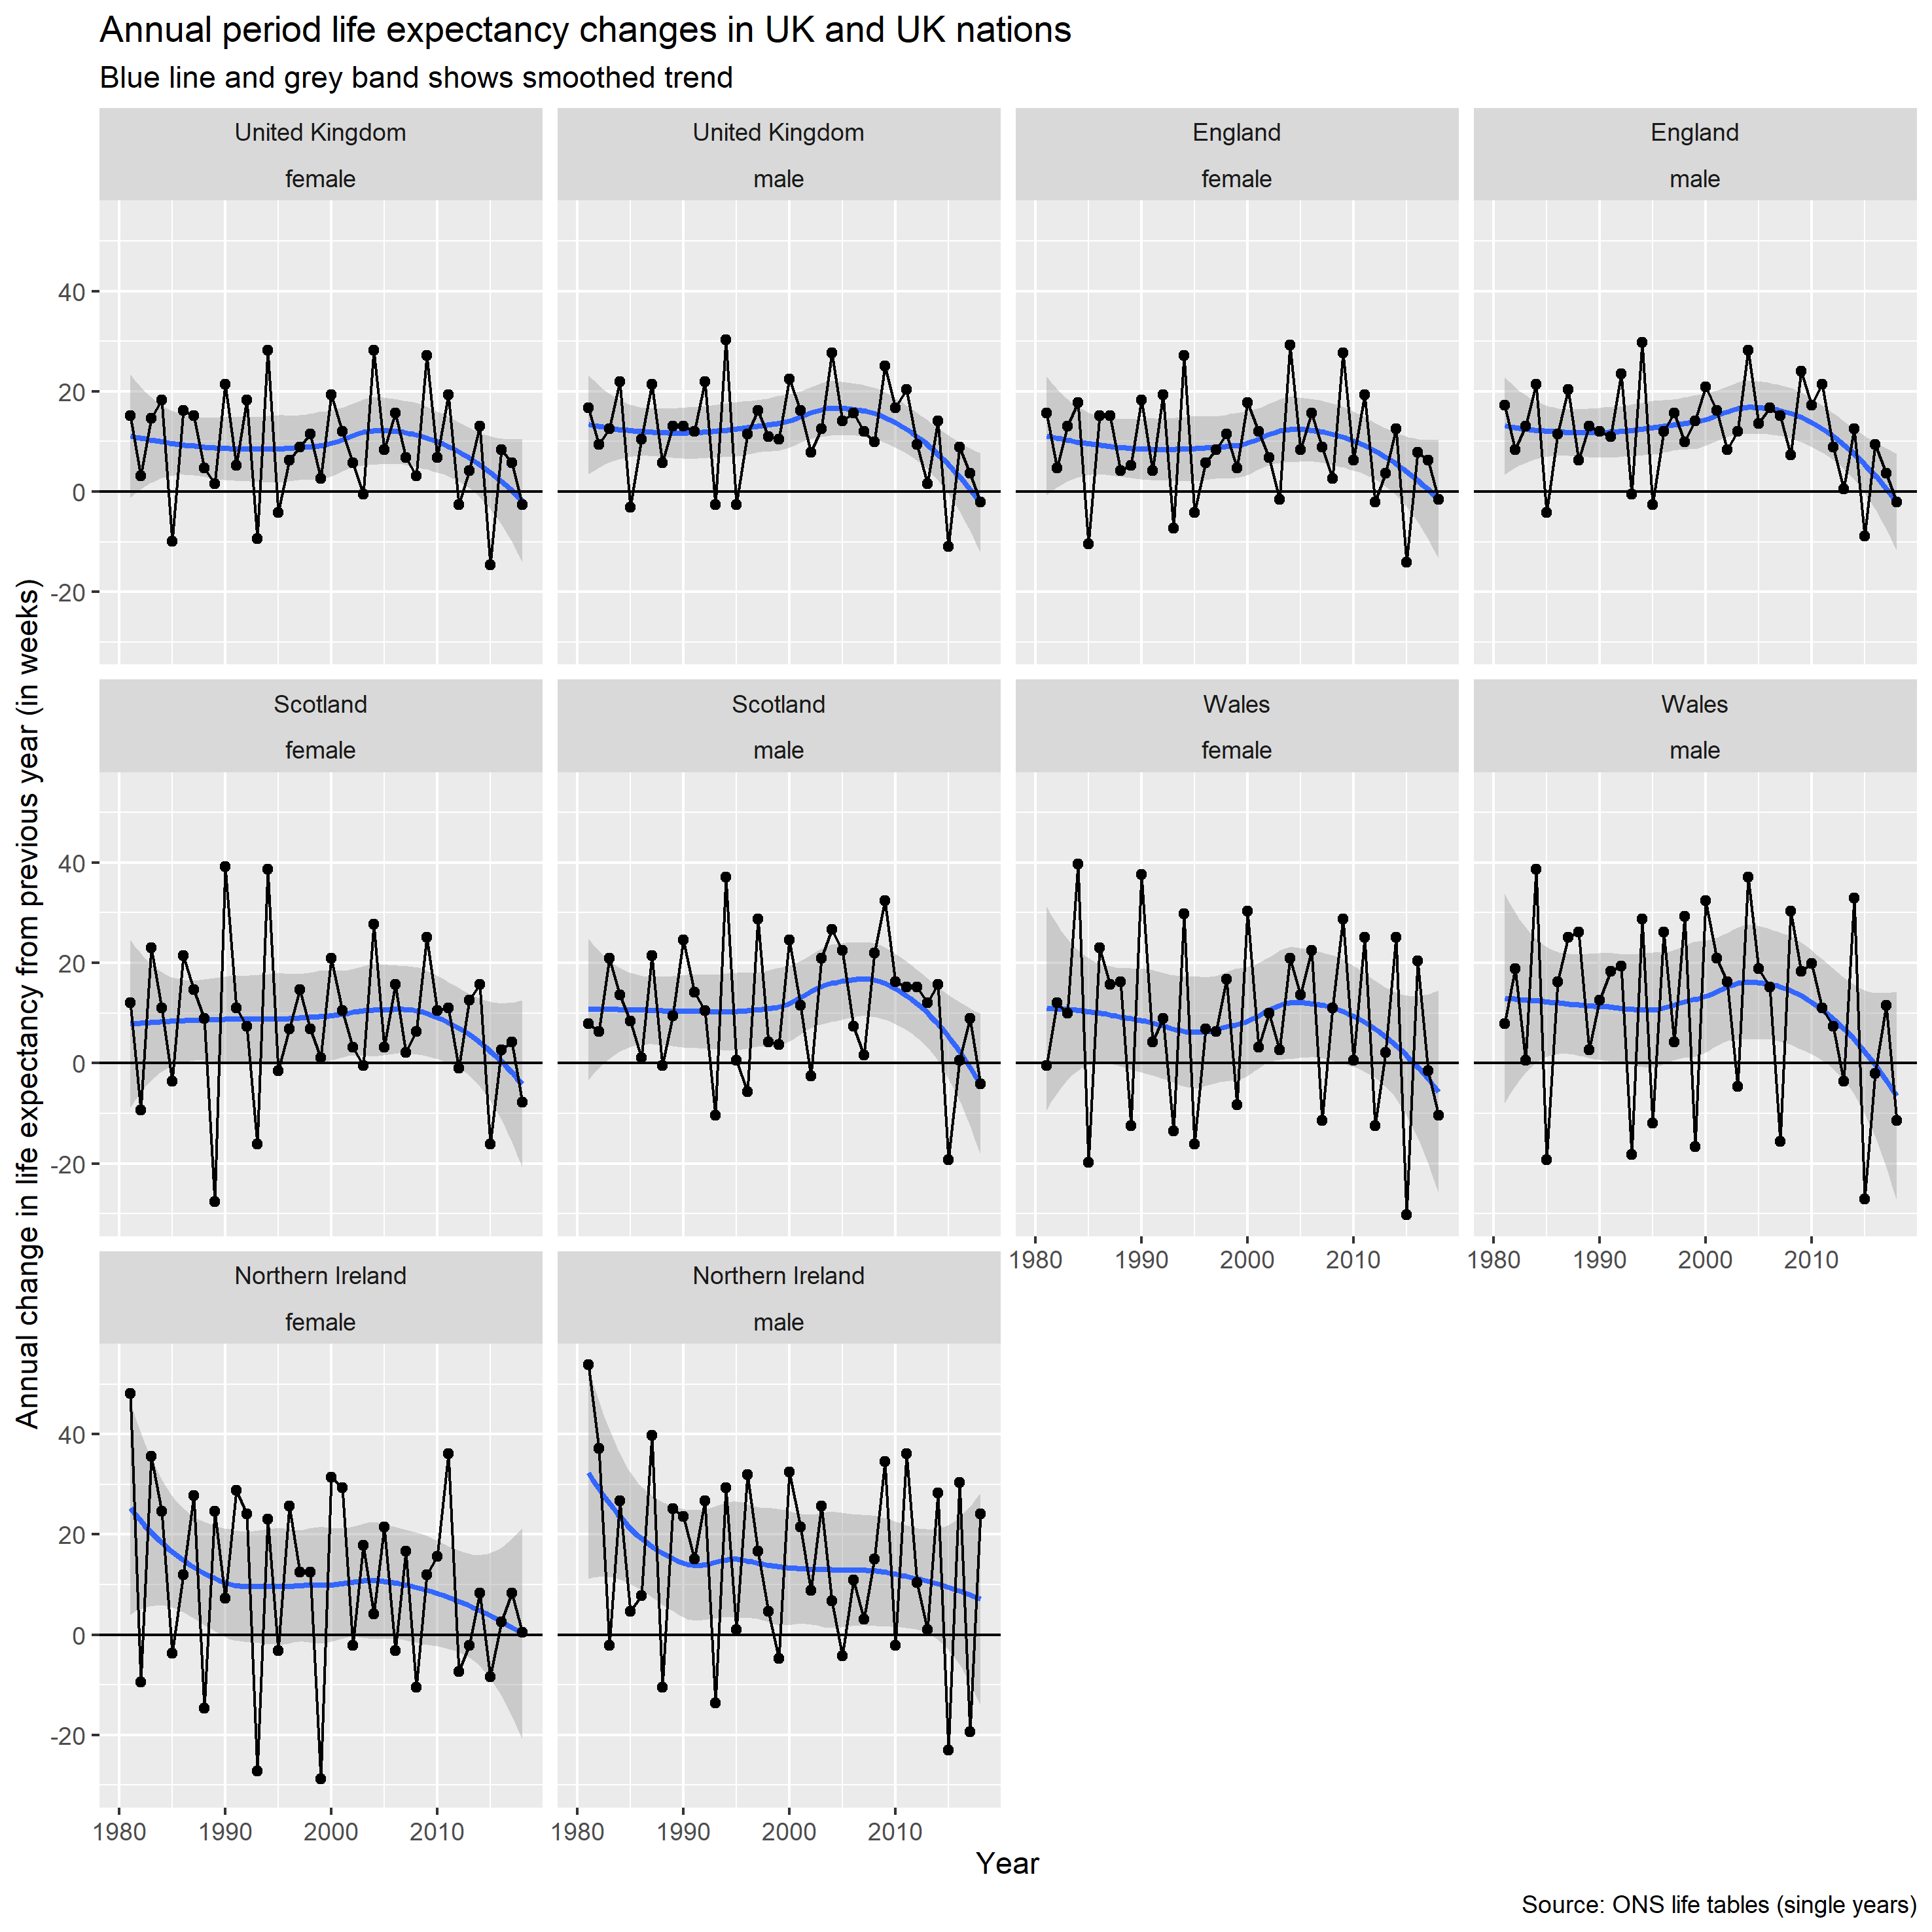 Annual period life expectancy changes in UK and UK nations
Blue line and grey band shows smoothed trend
United Kingdom
female
United Kingdom
male
England
female
England
male
40
20
0
-20
Annual change in life expectancy from previous year (in weeks)
Scotland
female
Scotland
male
Wales
female
Wales
male
40
20
0
-20
1980 1990 2000 2010
1980 1990 2000 2010
Northern Ireland
female
Northern Ireland
male
40
20
0
-20
1980 1990 2000 2010
1980 1990 2000 2010
Year
Source: ONS life tables (single years)